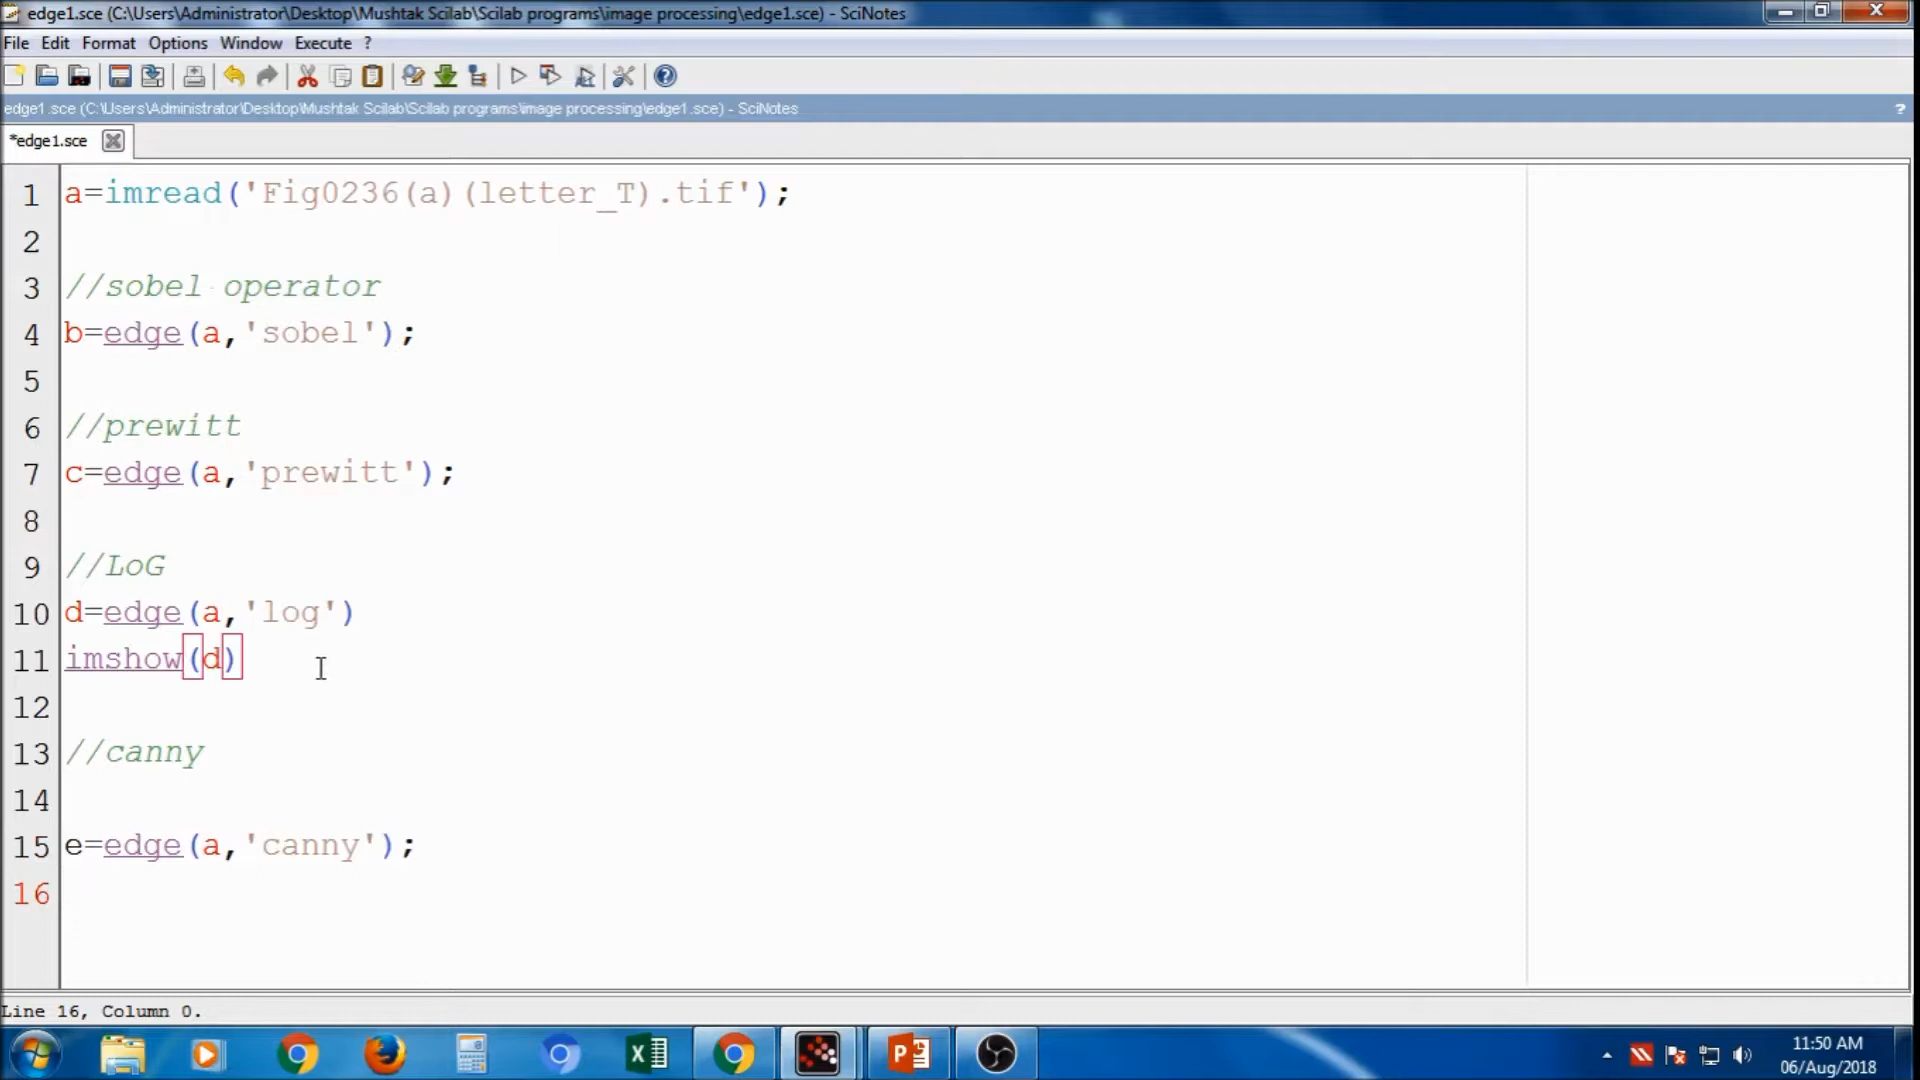 edge1.sce (C:\Users\Administrator\Desktop\Mushtak Scilab\Scilab programs\image processing\edge1.sce) - SciNotes
File Edit Format Options Window Execute ?
edge1.sce (C:\Users\Administrator\Desktop\Mushtak Scilab\Scilab programs\image processing\edge1.sce) - SciNotes ?
*edge1.sce
1 a=imread('Fig0236(a)(letter_T).tif');
2
3 //sobel operator
4 b=edge(a,'sobel');
5
6 //prewitt
7 c=edge(a,'prewitt');
8
9 //LoG
10 d=edge(a,'log')
11 imshow(d)
12
13 //canny
14
15 e=edge(a,'canny');
16
Line 16, Column 0.
11:50 AM
06/Aug/2018